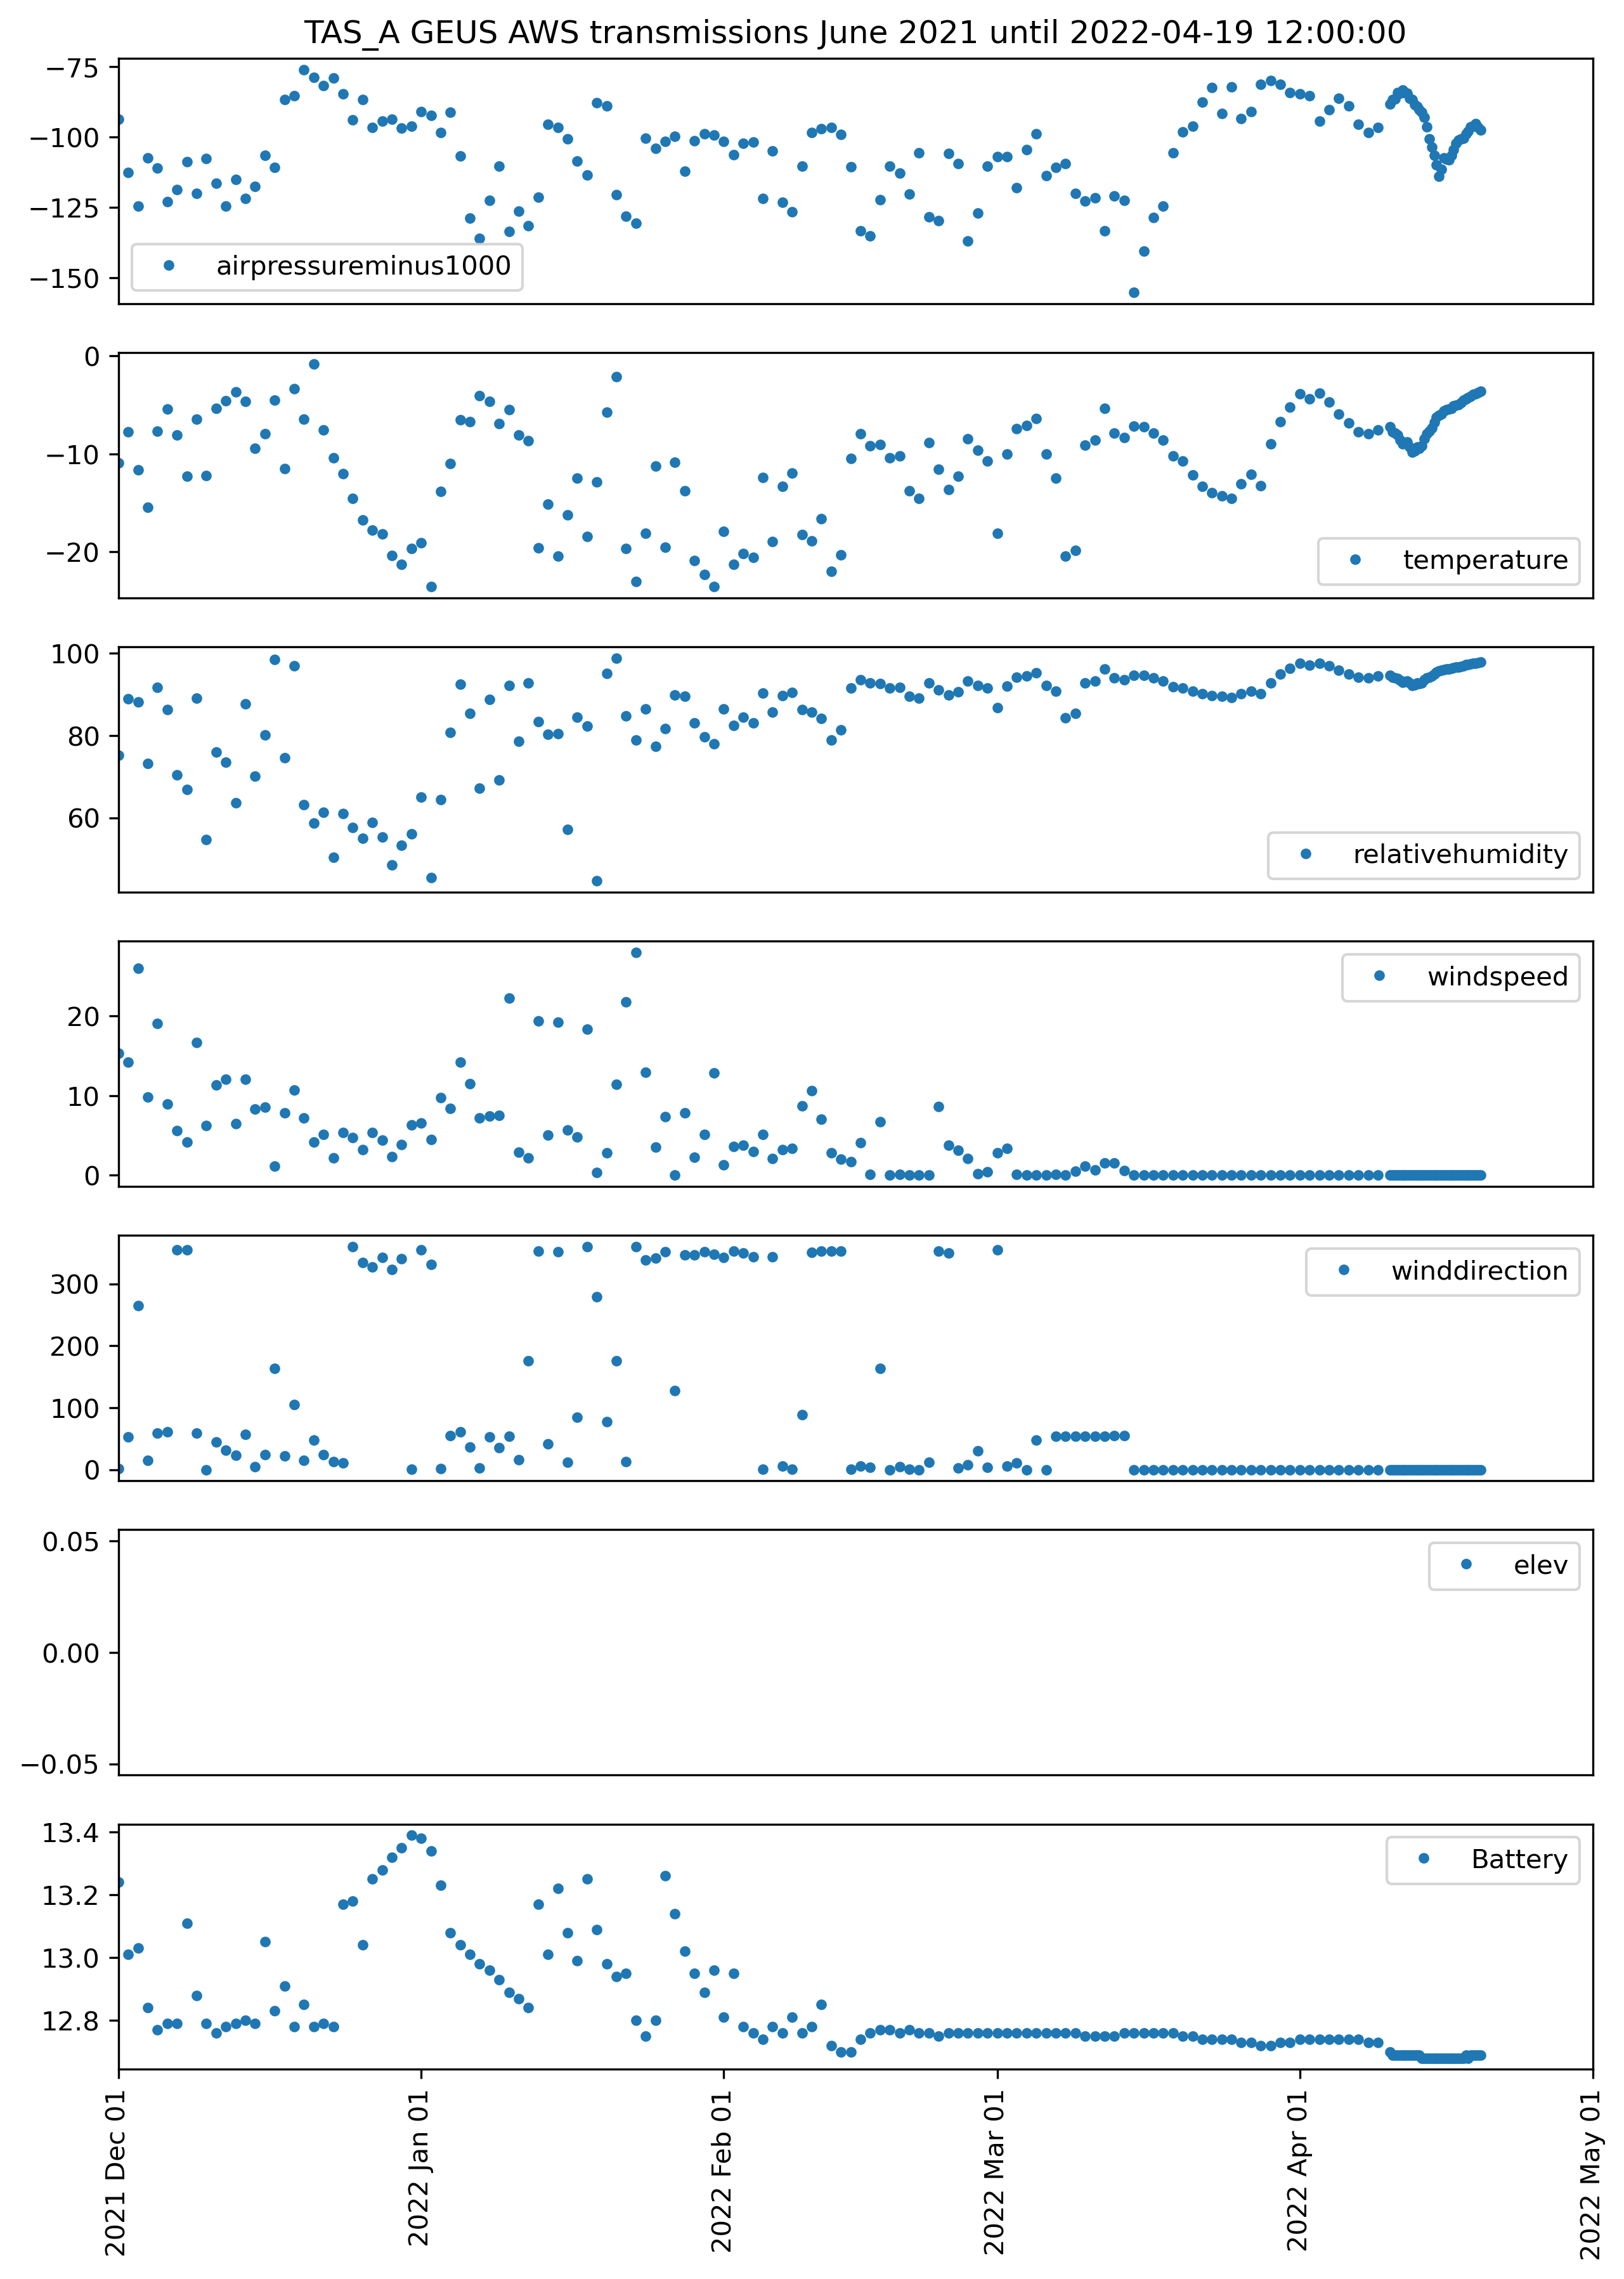 TAS_A GEUS AWS transmissions June 2021 until 2022-04-19 12:00:00
−75
−100
−125
−150
airpressureminus1000
0
−10
−20
temperature
100
80
60
relativehumidity
20
10
0
windspeed
300
200
100
0
winddirection
0.05
0.00
−0.05
elev
13.4
13.2
13.0
12.8
Battery
2021 Dec 01
2022 Jan 01
2022 Feb 01
2022 Mar 01
2022 Apr 01
2022 May 01